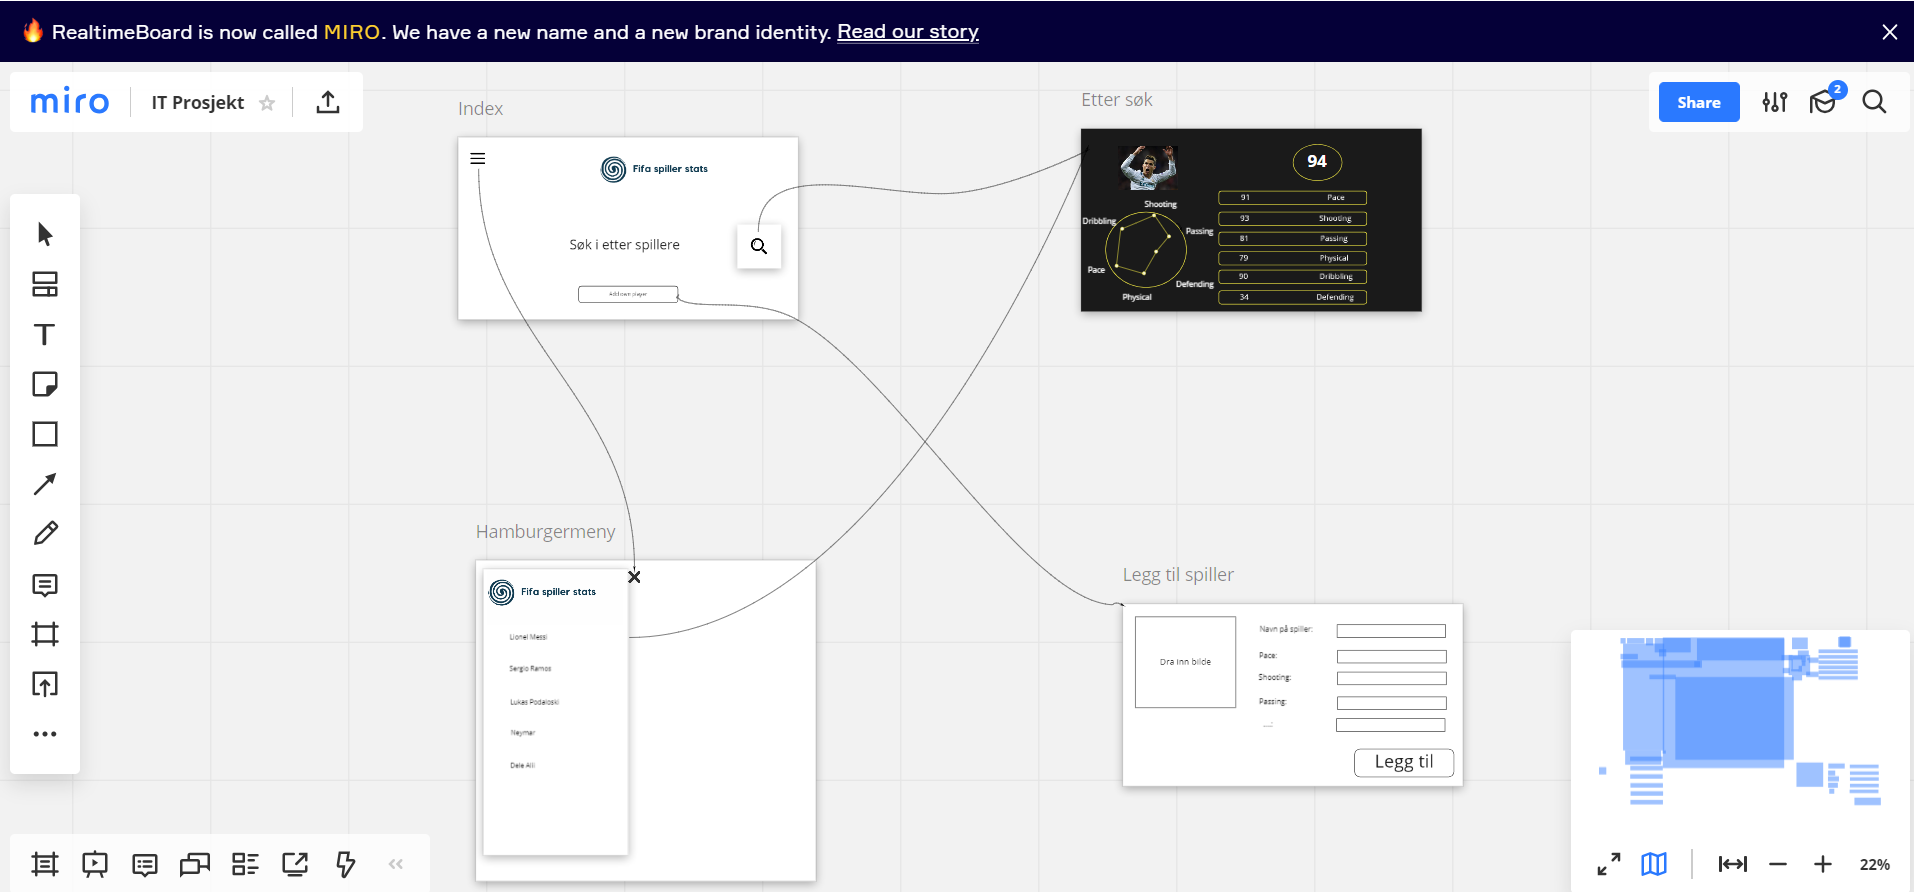 RealtimeBoard is now called MIRO. We have a new name and a new brand identity. Read our story
miro
IT Prosjekt
Share
2
Index
Fifa spiller stats
Søk i etter spillere
Add own player
Etter søk
94
91 Pace
93 Shooting
81 Passing
79 Physical
90 Dribbling
34 Defending
Shooting
Dribbling
Passing
Pace
Defending
Physical
Hamburgermeny
Fifa spiller stats
Lionel Messi
Sergio Ramos
Lukas Podaloski
Neymar
Dele Alli
Legg til spiller
Dra inn bilde
Navn på spiller:
Pace:
Shooting:
Passing:
...:
Legg til
T
22%